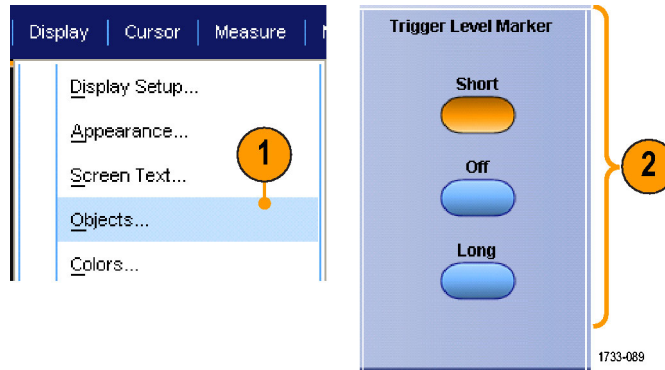 Display | Cursor | Measure |
Display Setup...
Appearance...
Screen Text...
Objects...
Colors...
1
Trigger Level Marker
Short
Off
Long
2
1733-089